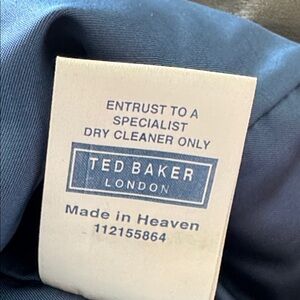 ENTRUST TO A
SPECIALIST
DRY CLEANER ONLY
TED BAKER
LONDON
Made in Heaven
112155864